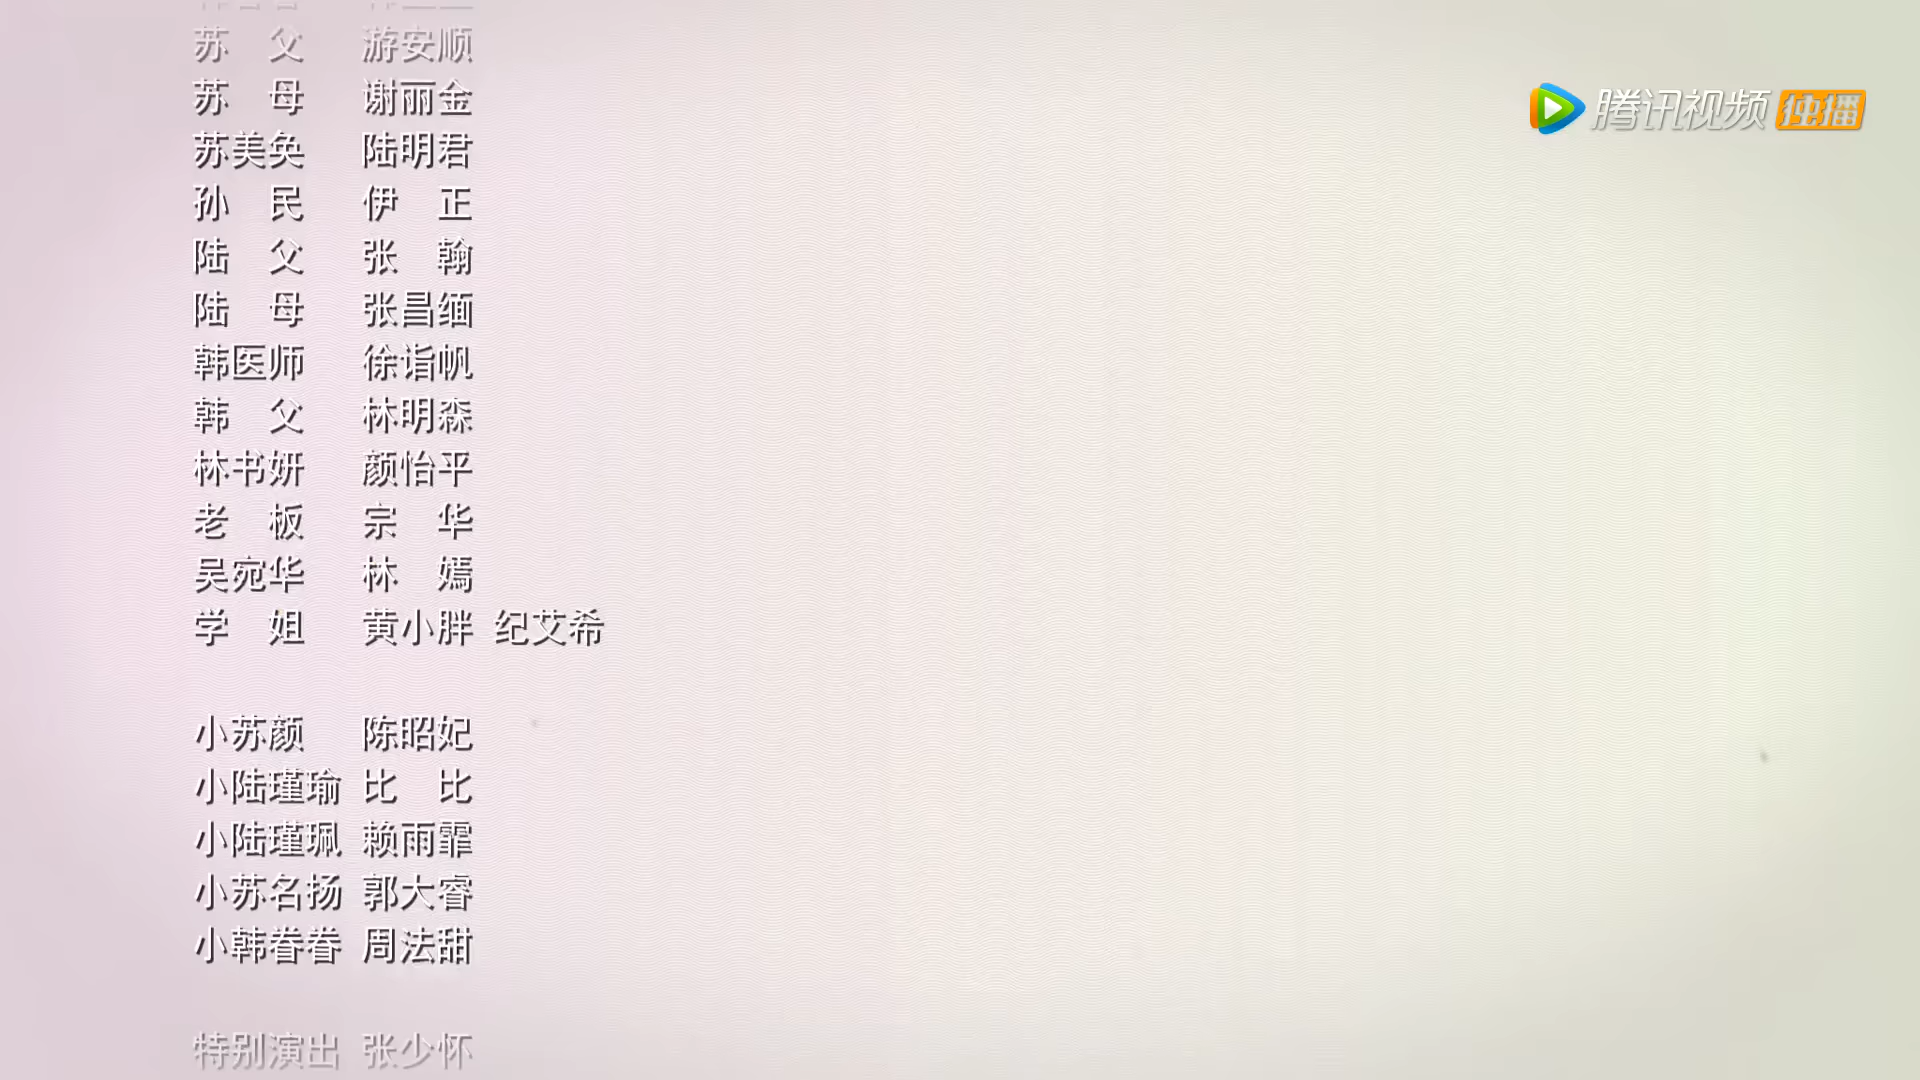 苏　父　游安顺
苏　母　谢丽金
苏美奂　陆明君
孙　民　伊　正
陆　父　张　翰
陆　母　张昌缅
韩医师　徐诣帆
韩　父　林明森
林书妍　颜怡平
老　板　宗　华
吴宛华　林　嫣
学　姐　黄小胖 纪艾希
小苏颜　陈昭妃
小陆瑾瑜 比　比
小陆瑾珮 赖雨霏
小苏名扬 郭大睿
小韩眷眷 周法甜
特别演出 张少怀
腾讯视频 独播